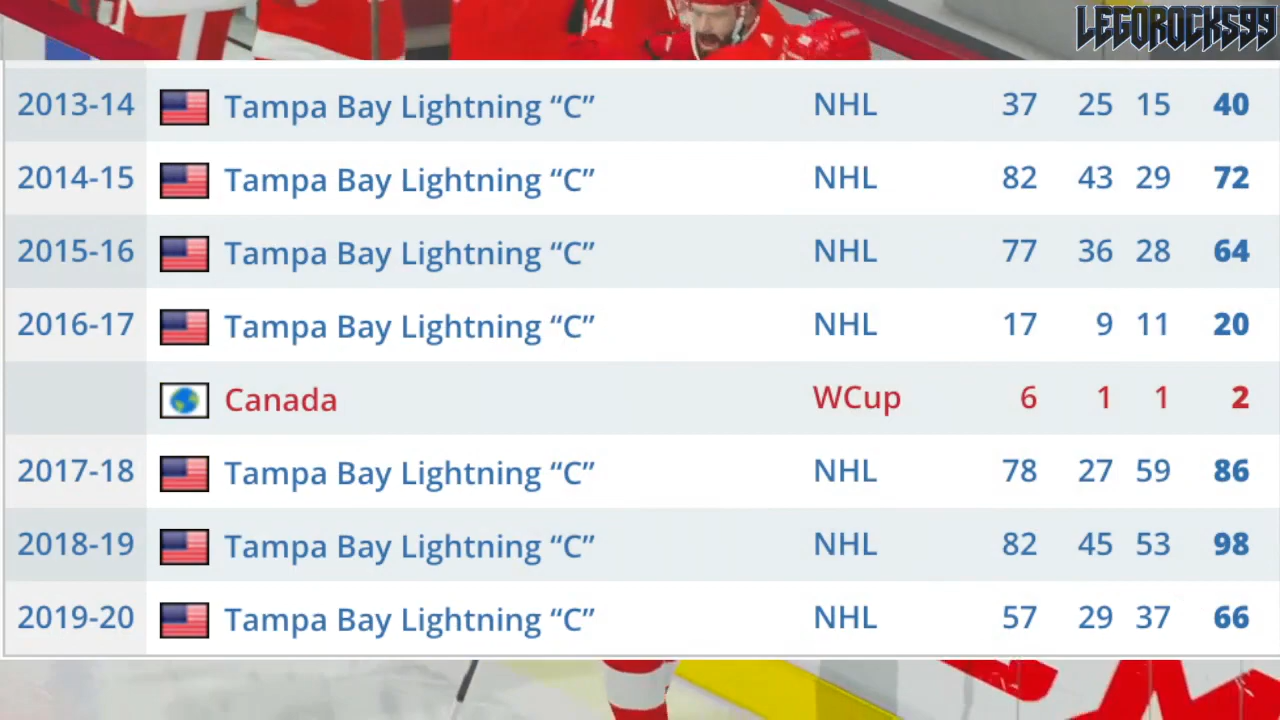 LEGOROCKS99
21
2013-14 Tampa Bay Lightning “C” NHL 37 25 15 40
2014-15 Tampa Bay Lightning “C” NHL 82 43 29 72
2015-16 Tampa Bay Lightning “C” NHL 77 36 28 64
2016-17 Tampa Bay Lightning “C” NHL 17 9 11 20
Canada WCup 6 1 1 2
2017-18 Tampa Bay Lightning “C” NHL 78 27 59 86
2018-19 Tampa Bay Lightning “C” NHL 82 45 53 98
2019-20 Tampa Bay Lightning “C” NHL 57 29 37 66